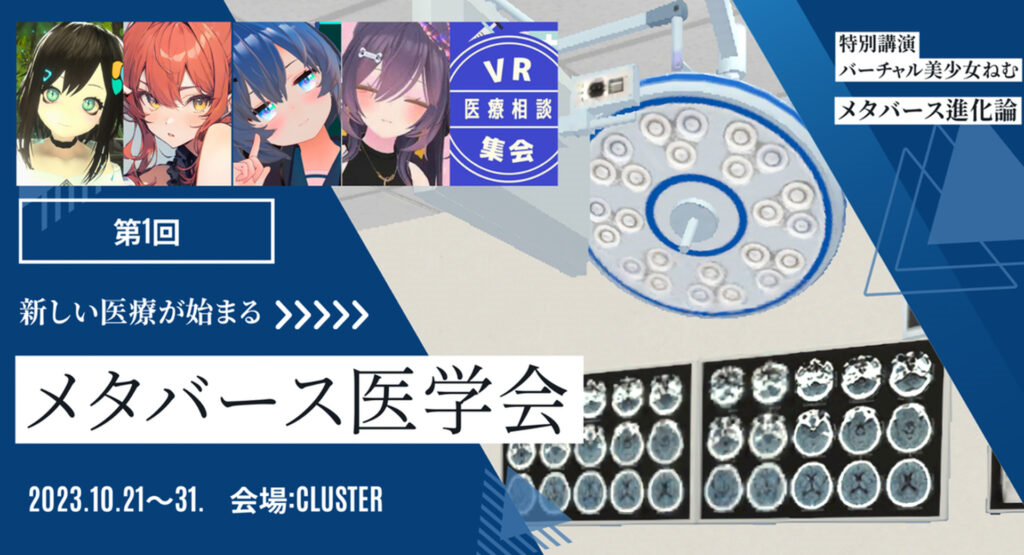 VR
医療相談
集会
特別講演
バーチャル美少女ねむ
メタバース進化論
第1回
新しい医療が始まる >>>>>
メタバース医学会
2023.10.21〜31. 会場:CLUSTER